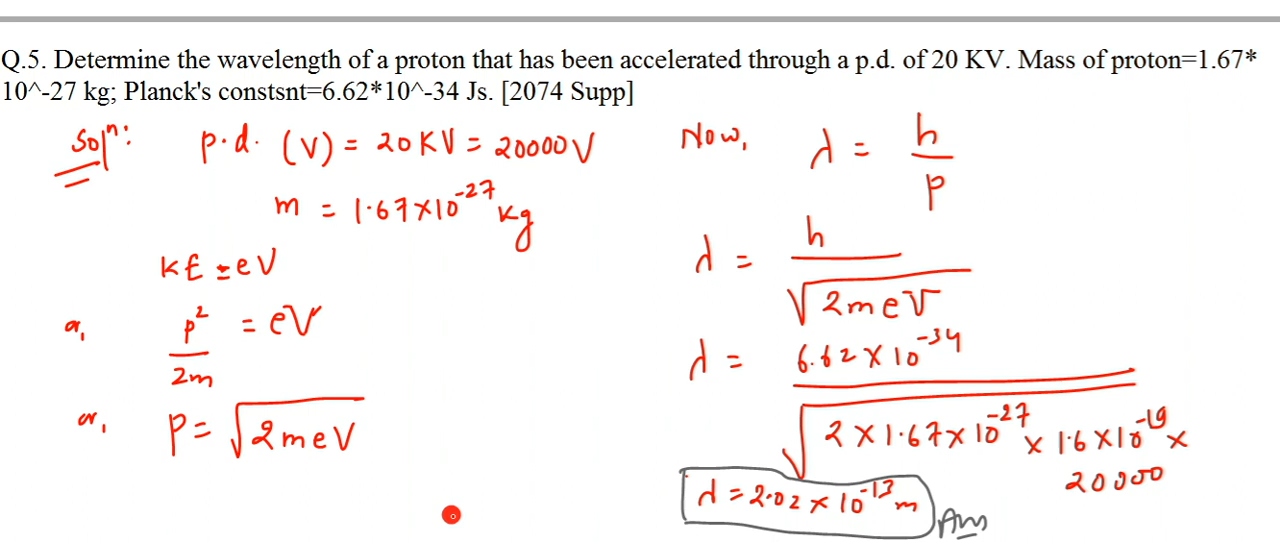 Q.5. Determine the wavelength of a proton that has been accelerated through a p.d. of 20 KV. Mass of proton=1.67*
10^-27 kg; Planck's constsnt=6.62*10^-34 Js. [2074 Supp]
Solⁿ:
p.d. (V) = 20 KV = 20000 V
m = 1.67×10⁻²⁷ kg
KE = eV
or, p²/2m = eV
or, P = √2meV
Now, λ = h/p
λ = h/√2meV
λ = 6.62×10⁻³⁴/√2×1.67×10⁻²⁷×1.6×10⁻¹⁹×
20000
λ = 2.02×10⁻¹³ m Ans